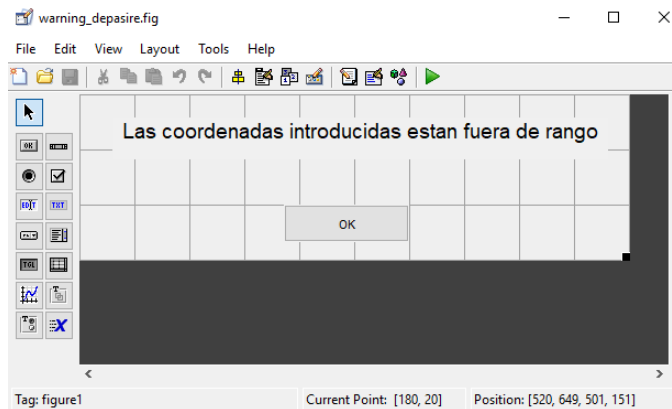 warning_depasire.fig
File Edit View Layout Tools Help
Las coordenadas introducidas estan fuera de rango
OK
OK
EDIT TXT
TGL
Tag: figure1 Current Point: [180, 20] Position: [520, 649, 501, 151]